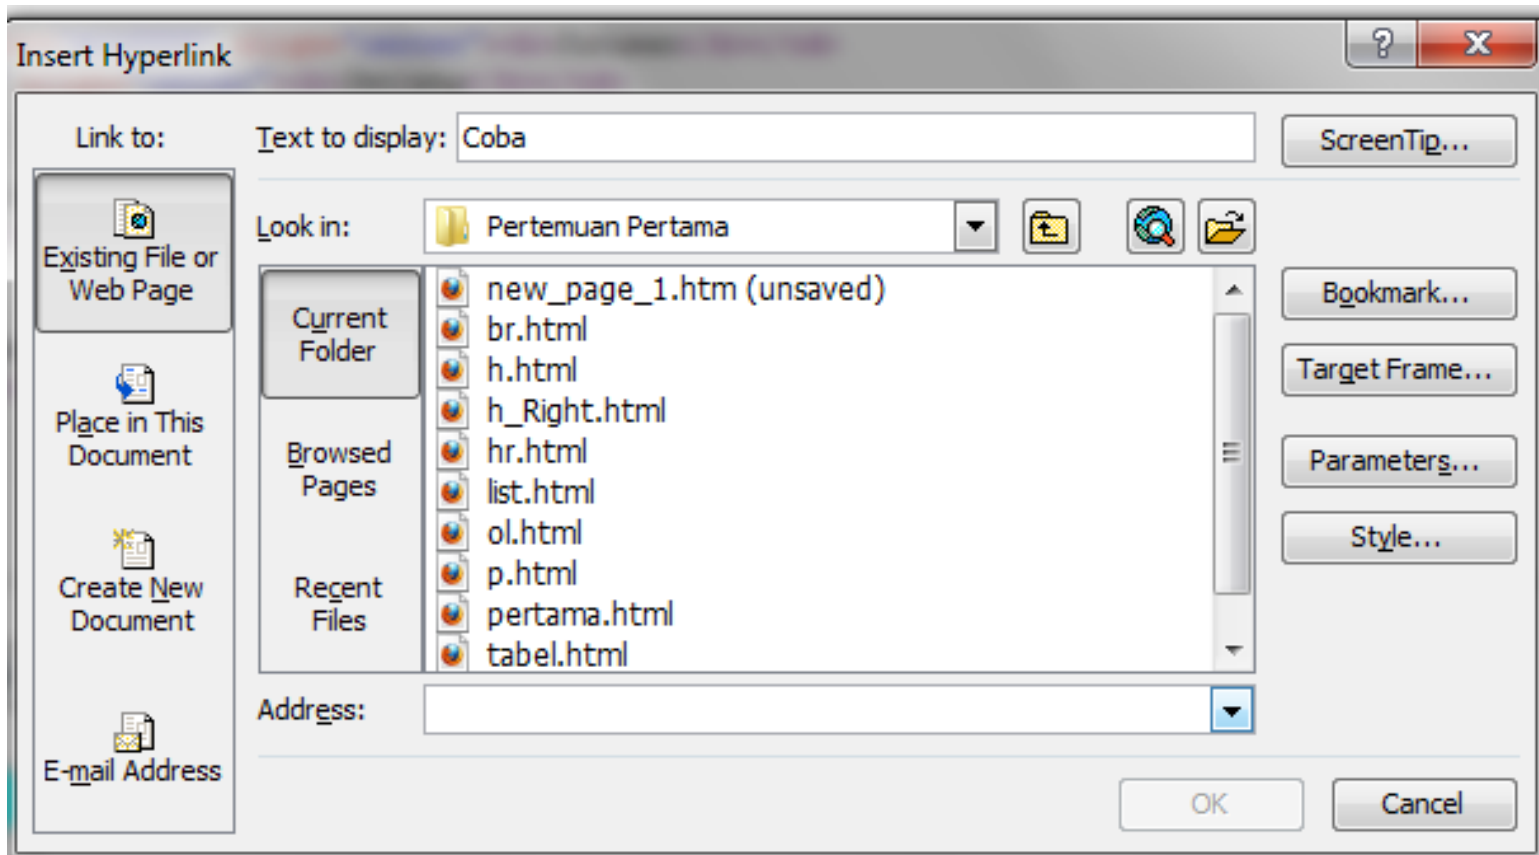 Insert Hyperlink
Link to:
Text to display: Coba
ScreenTip...
Existing File or
Web Page
Place in This
Document
Create New
Document
E-mail Address
Look in: Pertemuan Pertama
Current
Folder
Browsed
Pages
Recent
Files
new_page_1.htm (unsaved)
br.html
h.html
h_Right.html
hr.html
list.html
ol.html
p.html
pertama.html
tabel.html
Bookmark...
Target Frame...
Parameters...
Style...
Address:
OK
Cancel